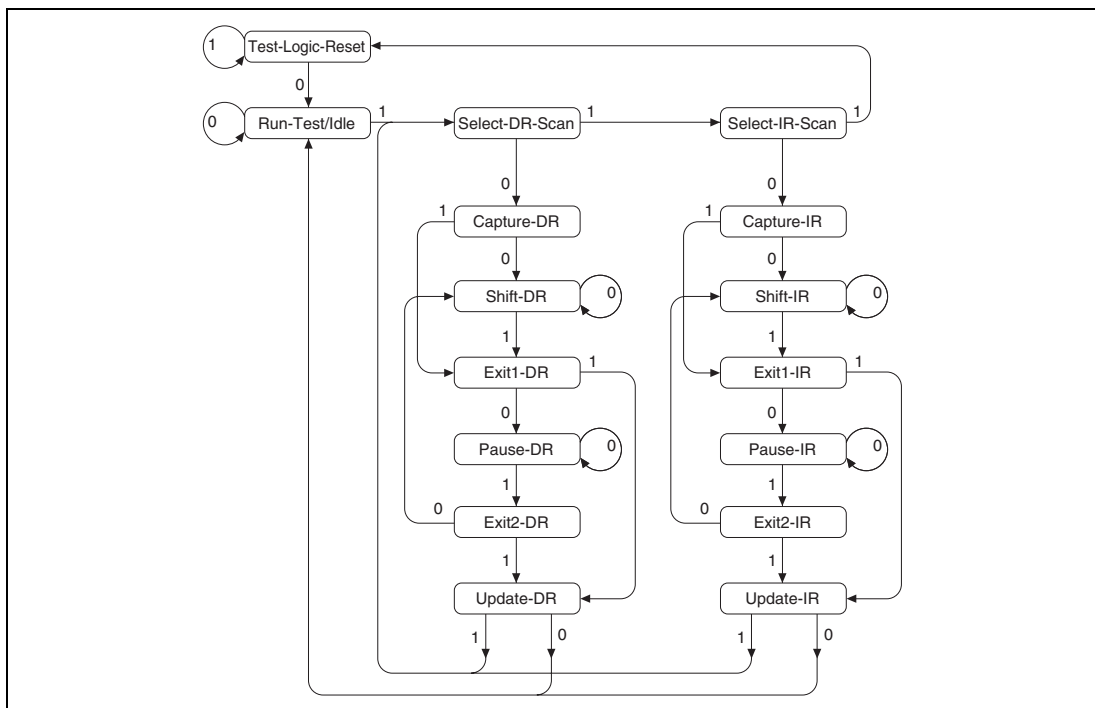 1 Test-Logic-Reset
0
0 Run-Test/Idle 1 Select-DR-Scan 1 Select-IR-Scan 1
0 0
1 Capture-DR 1 Capture-IR
0 0
Shift-DR 0 Shift-IR 0
1 1
Exit1-DR 1 Exit1-IR 1
0 0
Pause-DR 0 Pause-IR 0
1 1
0 Exit2-DR 0 Exit2-IR
1 1
Update-DR Update-IR
1 0 1 0